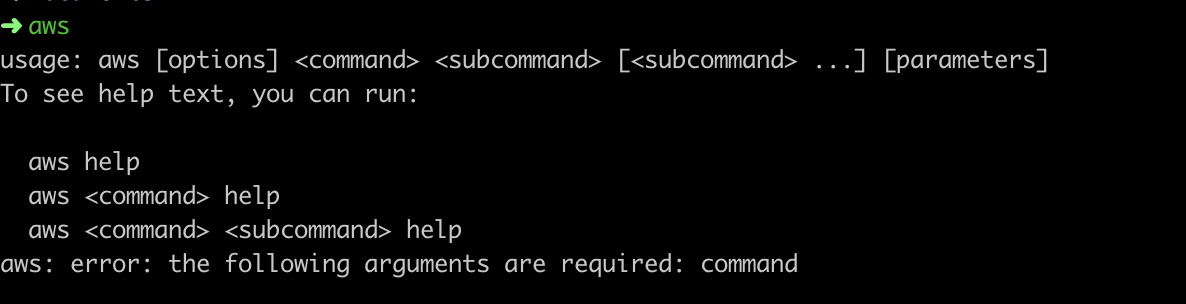 ➜ aws
usage: aws [options] <command> <subcommand> [<subcommand> ...] [parameters]
To see help text, you can run:

  aws help
  aws <command> help
  aws <command> <subcommand> help
aws: error: the following arguments are required: command